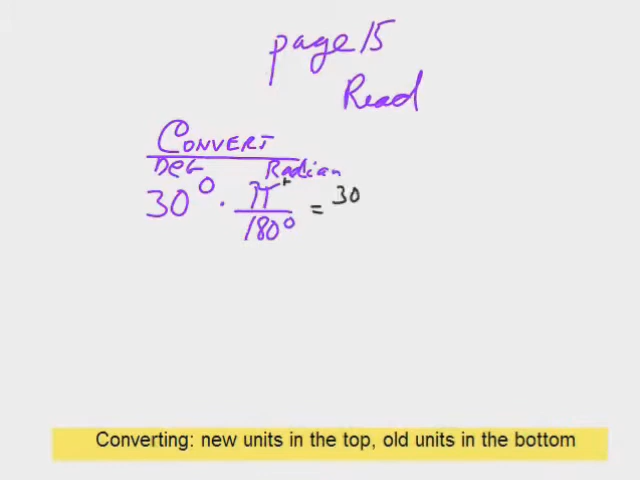 page 15
Read
CONVERT
DEG Radian
30° · π/180° = 30
Converting: new units in the top, old units in the bottom